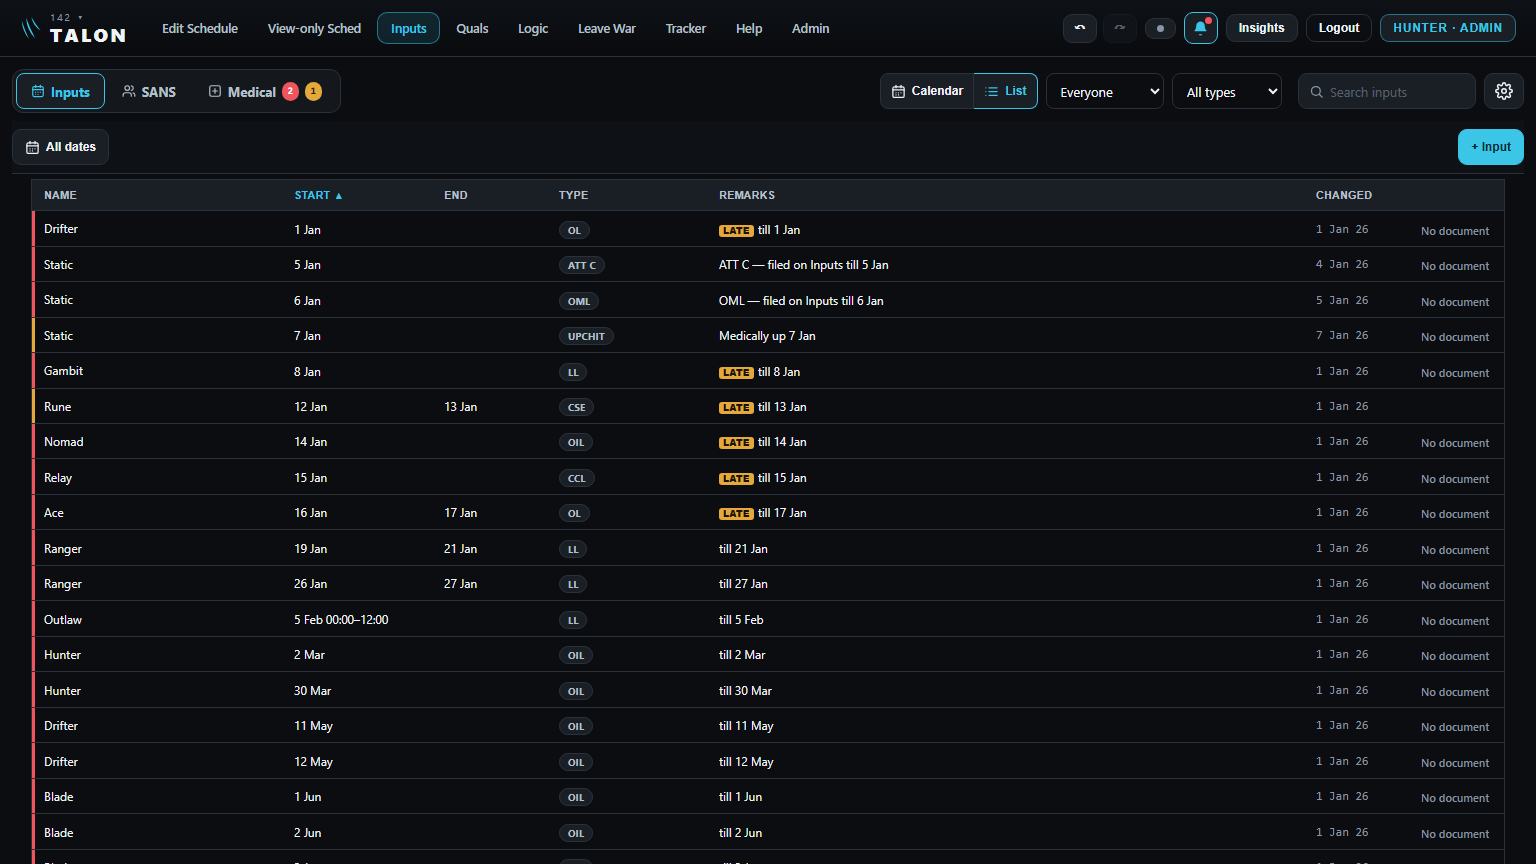 142
TALON
Edit Schedule
View-only Sched
Inputs
Quals
Logic
Leave War
Tracker
Help
Admin
Insights
Logout
HUNTER · ADMIN
Inputs
SANS
Medical 2 1
Calendar
List
Everyone
All types
Search inputs
All dates
+ Input
NAME START ▲ END TYPE REMARKS CHANGED
Drifter 1 Jan OL LATE till 1 Jan 1 Jan 26 No document
Static 5 Jan ATT C ATT C — filed on Inputs till 5 Jan 4 Jan 26 No document
Static 6 Jan OML OML — filed on Inputs till 6 Jan 5 Jan 26 No document
Static 7 Jan UPCHIT Medically up 7 Jan 7 Jan 26 No document
Gambit 8 Jan LL LATE till 8 Jan 1 Jan 26 No document
Rune 12 Jan 13 Jan CSE LATE till 13 Jan 1 Jan 26
Nomad 14 Jan OIL LATE till 14 Jan 1 Jan 26 No document
Relay 15 Jan CCL LATE till 15 Jan 1 Jan 26 No document
Ace 16 Jan 17 Jan OL LATE till 17 Jan 1 Jan 26 No document
Ranger 19 Jan 21 Jan LL till 21 Jan 1 Jan 26 No document
Ranger 26 Jan 27 Jan LL till 27 Jan 1 Jan 26 No document
Outlaw 5 Feb 00:00–12:00 LL till 5 Feb 1 Jan 26 No document
Hunter 2 Mar OIL till 2 Mar 1 Jan 26 No document
Hunter 30 Mar OIL till 30 Mar 1 Jan 26 No document
Drifter 11 May OIL till 11 May 1 Jan 26 No document
Drifter 12 May OIL till 12 May 1 Jan 26 No document
Blade 1 Jun OIL till 1 Jun 1 Jan 26 No document
Blade 2 Jun OIL till 2 Jun 1 Jan 26 No document